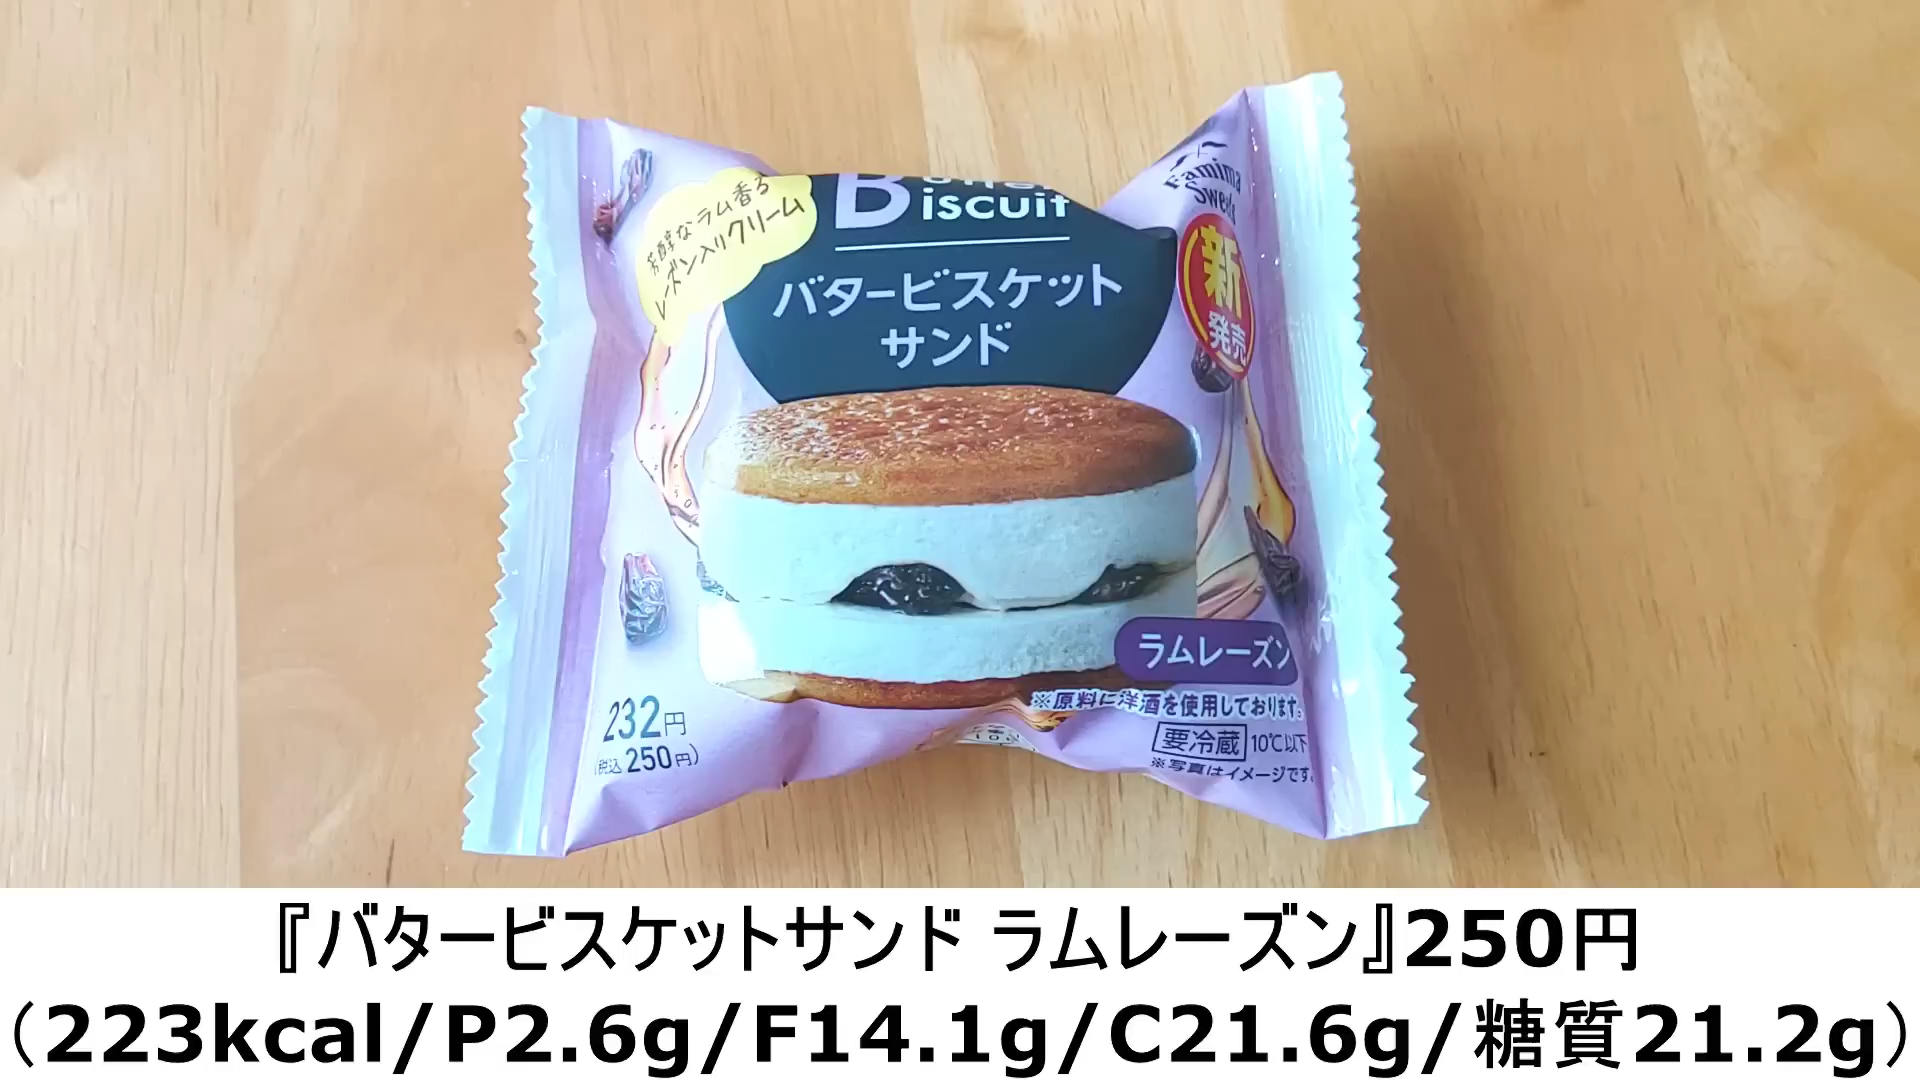 芳醇なラム香る
レーズン入りクリーム
Biscuit
バタービスケット
サンド
Famima
Sweets
新
発売
ラムレーズン
※原料に洋酒を使用しております。
232円
(税込250円)
要冷蔵 10℃以下
※写真はイメージです。
『バタービスケットサンド ラムレーズン』250円
（223kcal/P2.6g/F14.1g/C21.6g/糖質21.2g）